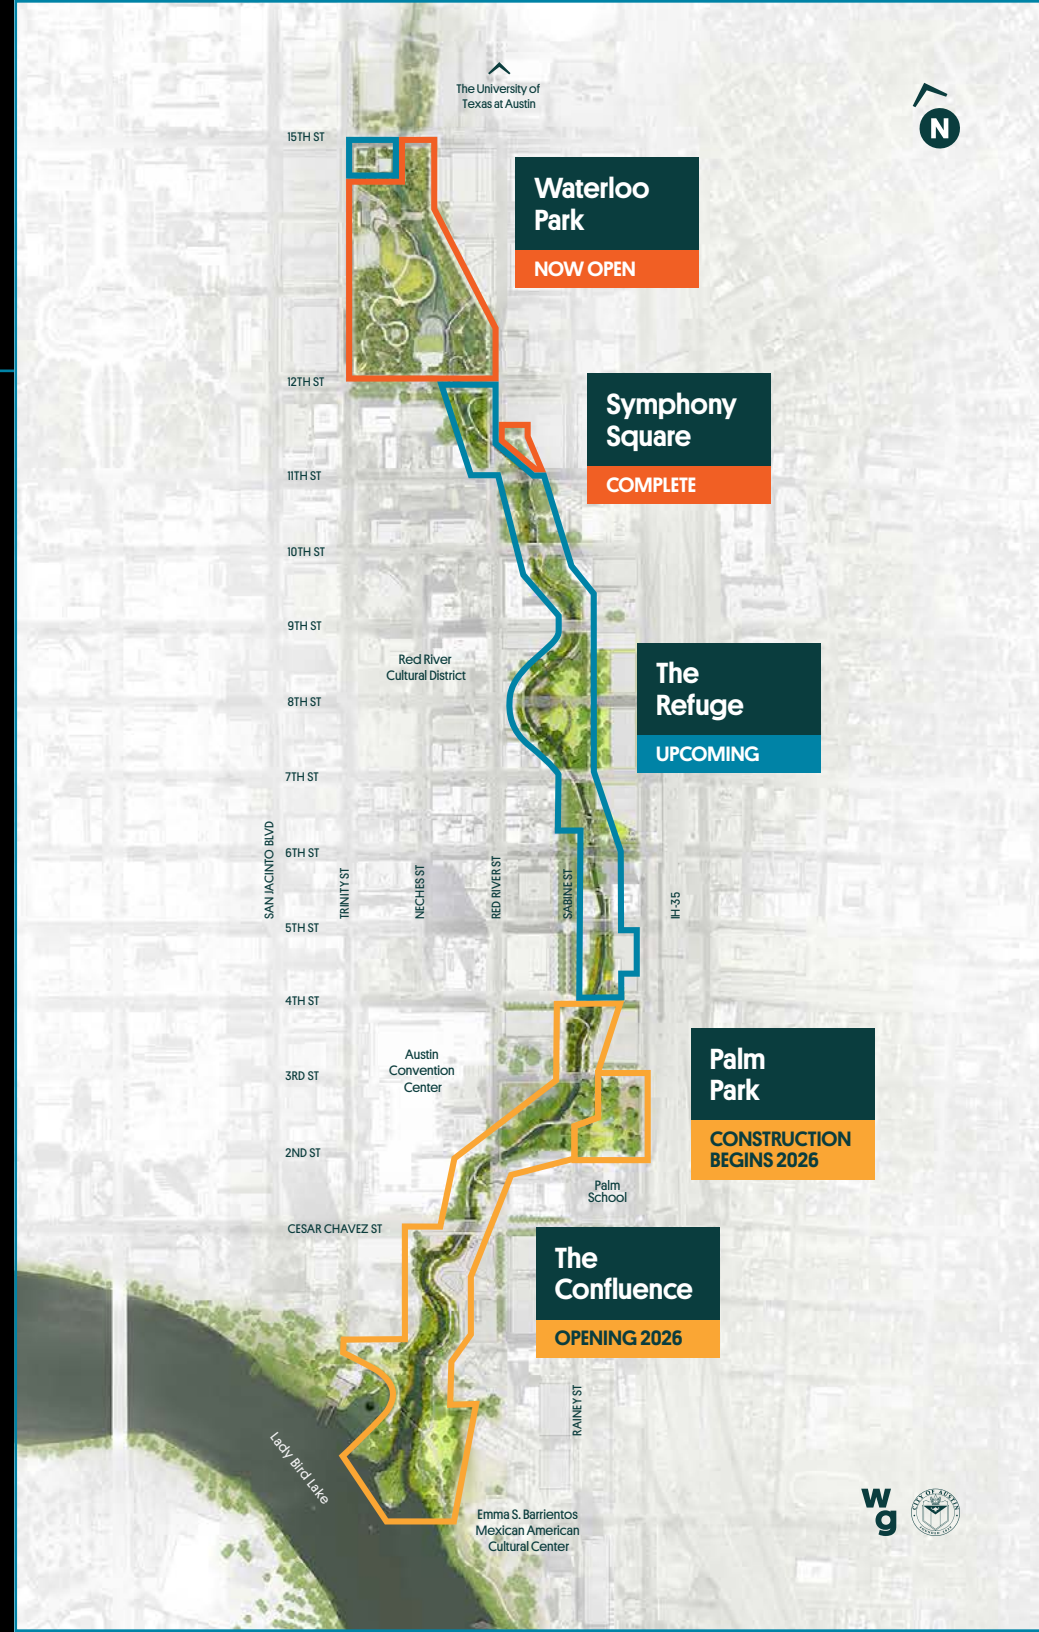 The University of
Texas at Austin
N
15TH ST
Waterloo
Park
NOW OPEN
12TH ST
Symphony
Square
COMPLETE
11TH ST
10TH ST
9TH ST
Red River
Cultural District
The
Refuge
UPCOMING
8TH ST
7TH ST
6TH ST
SAN JACINTO BLVD
TRINITY ST
NECHES ST
RED RIVER ST
SABINE ST
IH-35
5TH ST
4TH ST
Austin
Convention
Center
3RD ST
Palm
Park
CONSTRUCTION
BEGINS 2026
2ND ST
Palm
School
CESAR CHAVEZ ST
The
Confluence
OPENING 2026
RAINEY ST
Lady Bird Lake
Emma S. Barrientos
Mexican American
Cultural Center
W
g
CITY OF AUSTIN